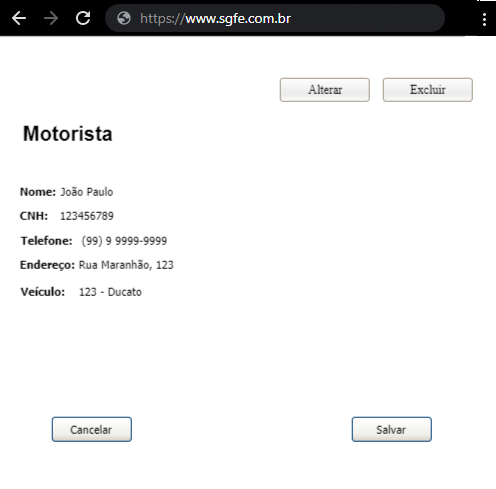 https://www.sgfe.com.br
Alterar Excluir
Motorista
Nome: João Paulo
CNH: 123456789
Telefone: (99) 9 9999-9999
Endereço: Rua Maranhão, 123
Veículo: 123 - Ducato
Cancelar Salvar